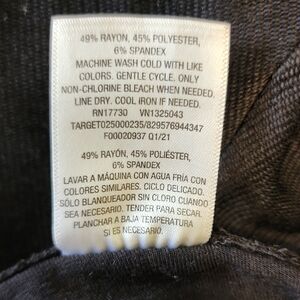 49% RAYON, 45% POLYESTER,
6% SPANDEX
MACHINE WASH COLD WITH LIKE
COLORS. GENTLE CYCLE. ONLY
NON-CHLORINE BLEACH WHEN NEEDED.
LINE DRY. COOL IRON IF NEEDED.
RN17730 VN1325043
TARGET025000235/829576944347
F00020937 Q1/21
49% RAYÓN, 45% POLIÉSTER,
6% SPANDEX
LAVAR A MÁQUINA CON AGUA FRÍA CON
COLORES SIMILARES. CICLO DELICADO.
SÓLO BLANQUEADOR SIN CLORO CUANDO
SEA NECESARIO. TENDER PARA SECAR.
PLANCHAR A BAJA TEMPERATURA
SI ES NECESARIO.